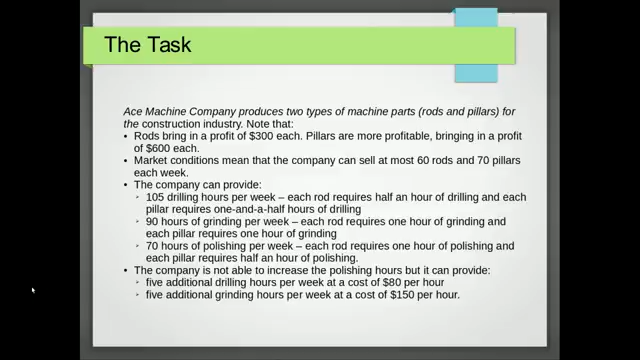 The Task
Ace Machine Company produces two types of machine parts (rods and pillars) for
the construction industry. Note that:
• Rods bring in a profit of $300 each. Pillars are more profitable, bringing in a profit
of $600 each.
• Market conditions mean that the company can sell at most 60 rods and 70 pillars
each week.
• The company can provide:
➢ 105 drilling hours per week – each rod requires half an hour of drilling and each
pillar requires one-and-a-half hours of drilling
➢ 90 hours of grinding per week – each rod requires one hour of grinding and
each pillar requires one hour of grinding
➢ 70 hours of polishing per week – each rod requires one hour of polishing and
each pillar requires half an hour of polishing.
• The company is not able to increase the polishing hours but it can provide:
➢ five additional drilling hours per week at a cost of $80 per hour
➢ five additional grinding hours per week at a cost of $150 per hour.